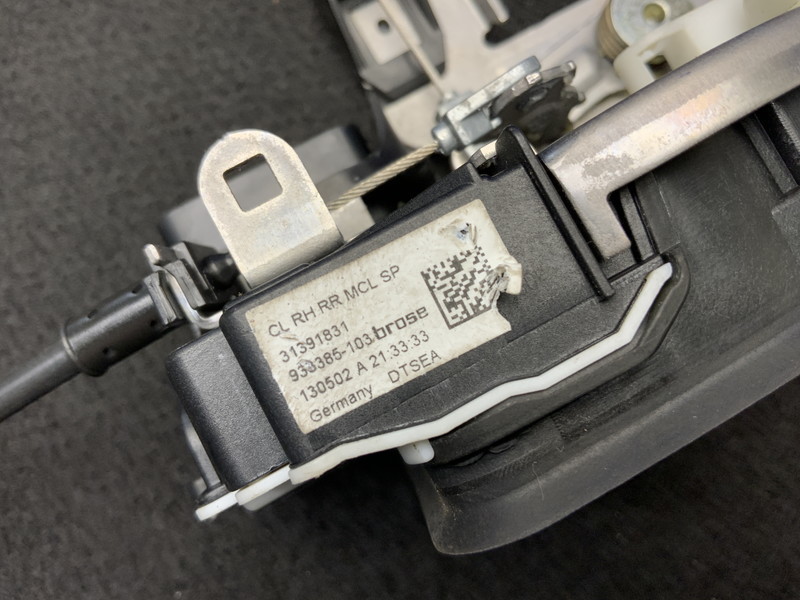 CL RH RR MCL SP
31391831
933385-103 brose
130502 A 21:33:33
Germany DTSEA